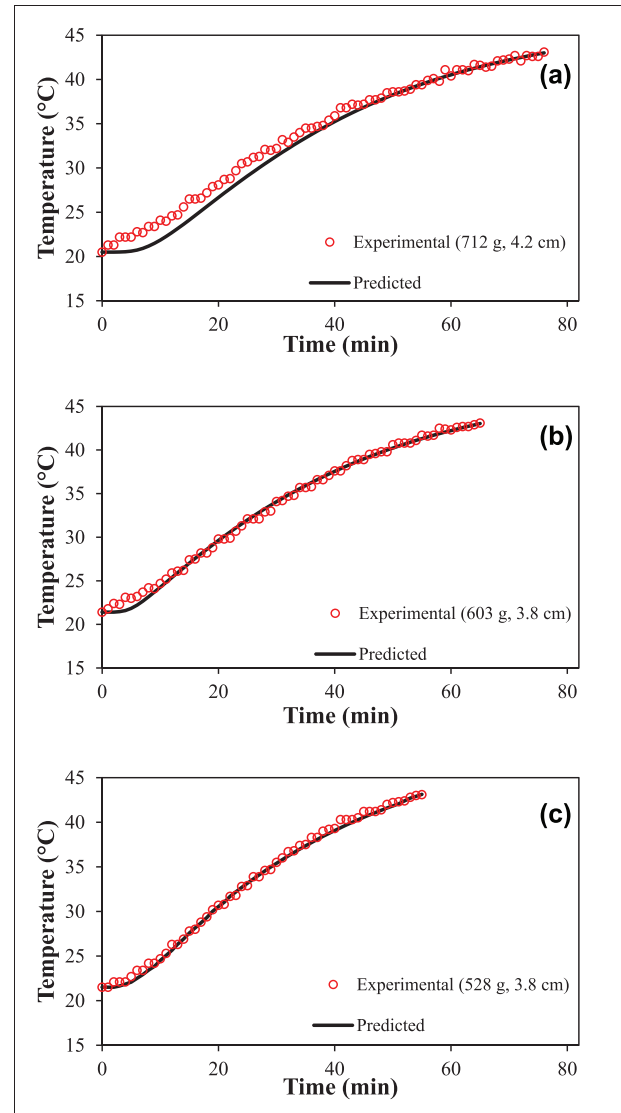 45
(a)
40
35
30
25
20
15
Temperature (°C)
Experimental (712 g, 4.2 cm)
Predicted
0 20 40 60 80
Time (min)
45
(b)
40
35
30
25
20
15
Temperature (°C)
Experimental (603 g, 3.8 cm)
Predicted
0 20 40 60 80
Time (min)
45
(c)
40
35
30
25
20
15
Temperature (°C)
Experimental (528 g, 3.8 cm)
Predicted
0 20 40 60 80
Time (min)